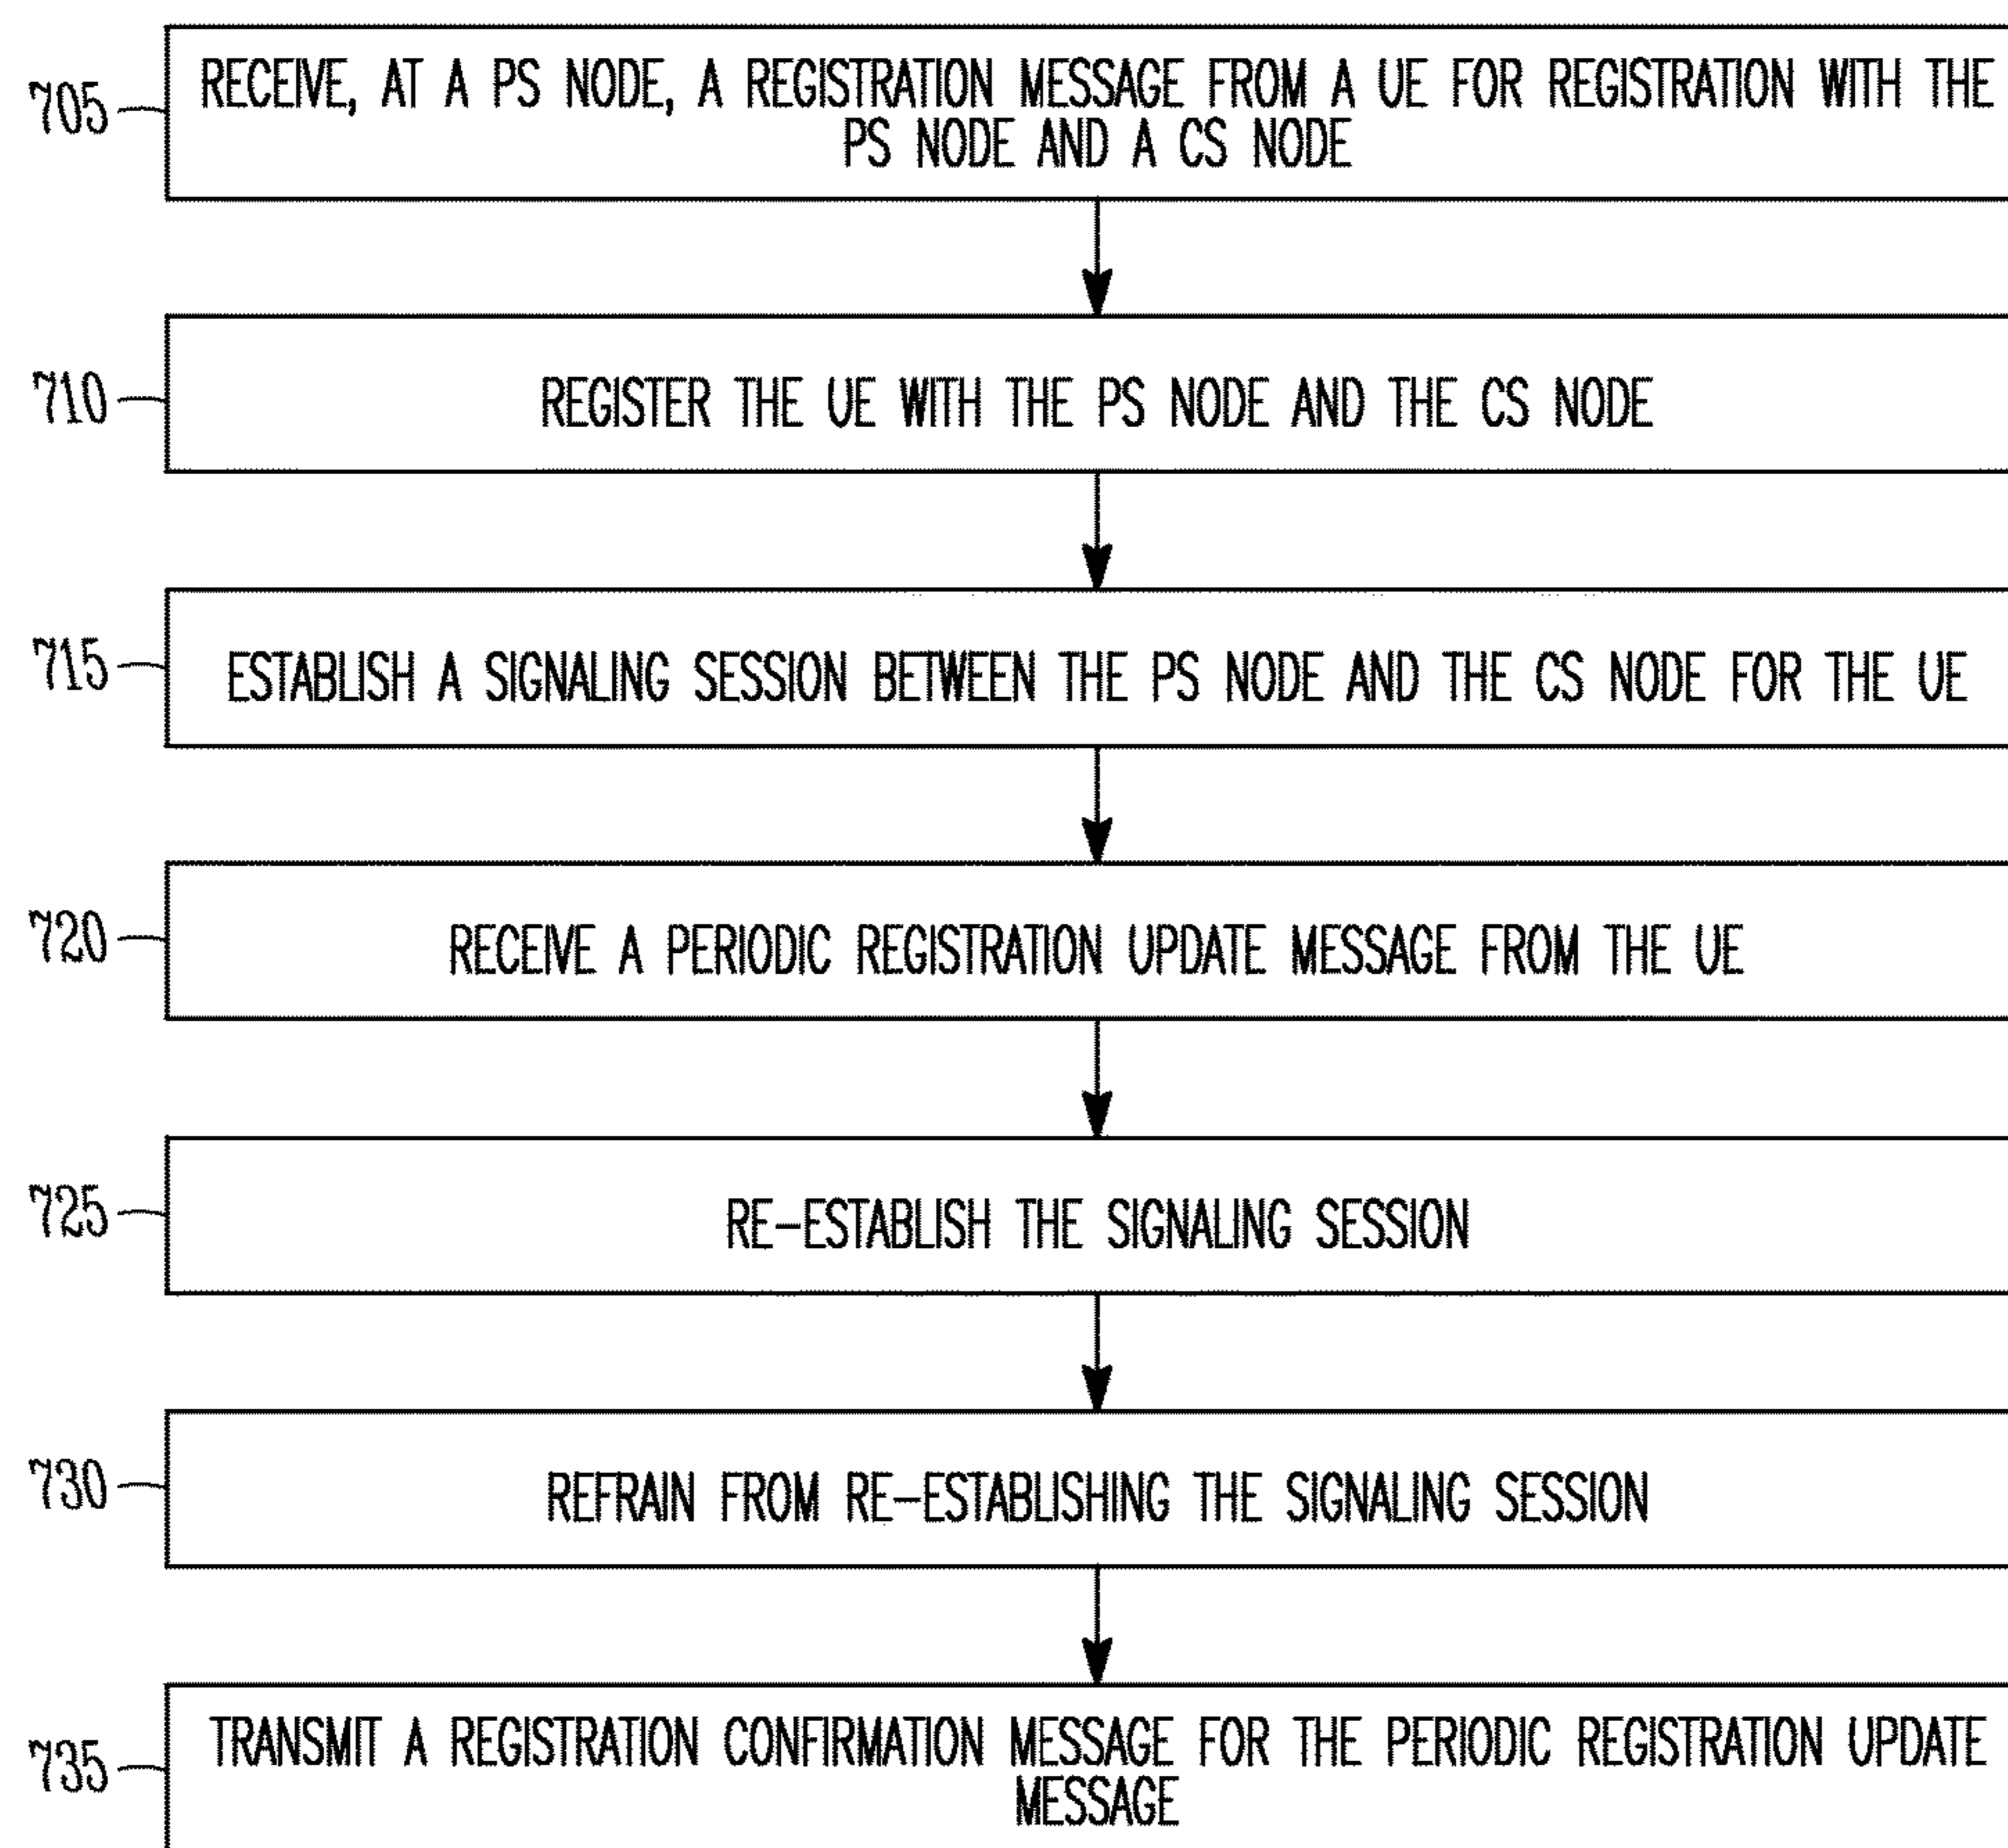 705
RECEIVE, AT A PS NODE, A REGISTRATION MESSAGE FROM A UE FOR REGISTRATION WITH THE
PS NODE AND A CS NODE
710
REGISTER THE UE WITH THE PS NODE AND THE CS NODE
715
ESTABLISH A SIGNALING SESSION BETWEEN THE PS NODE AND THE CS NODE FOR THE UE
720
RECEIVE A PERIODIC REGISTRATION UPDATE MESSAGE FROM THE UE
725
RE-ESTABLISH THE SIGNALING SESSION
730
REFRAIN FROM RE-ESTABLISHING THE SIGNALING SESSION
735
TRANSMIT A REGISTRATION CONFIRMATION MESSAGE FOR THE PERIODIC REGISTRATION UPDATE
MESSAGE